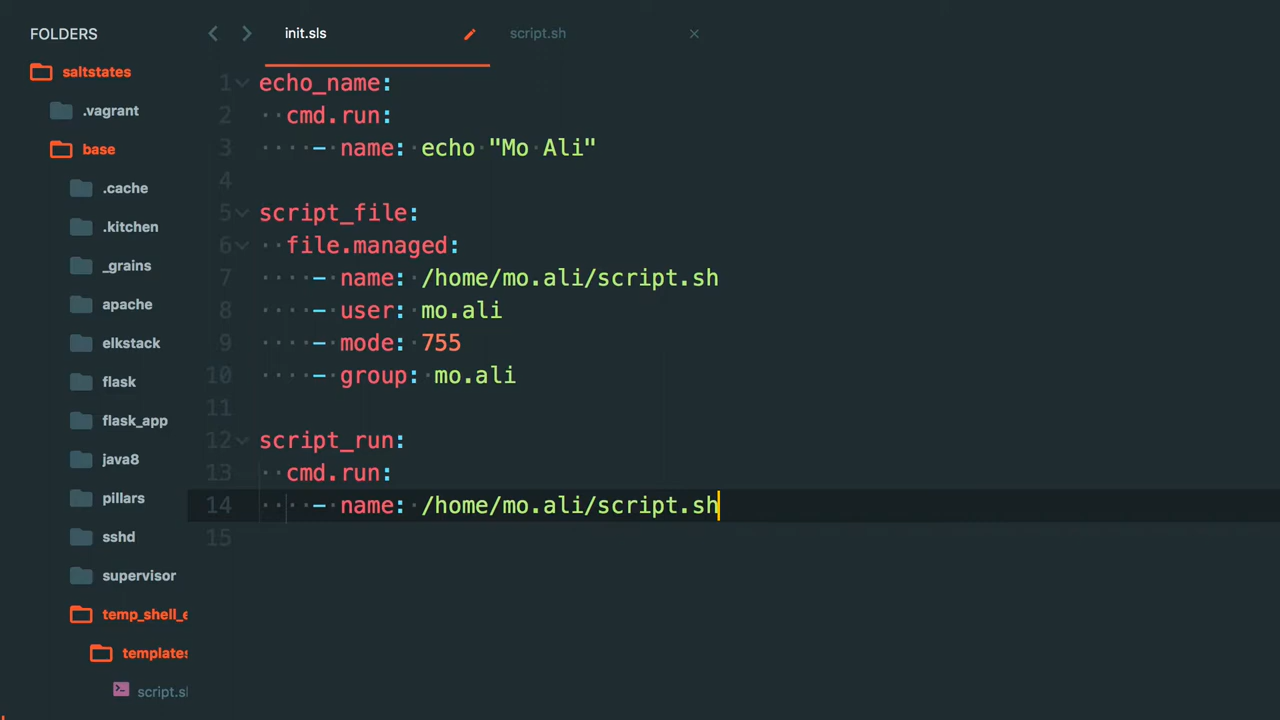 FOLDERS
saltstates
.vagrant
base
.cache
.kitchen
_grains
apache
elkstack
flask
flask_app
java8
pillars
sshd
supervisor
temp_shell_e
templates
script.sh
init.sls
script.sh
1 echo_name:
2 cmd.run:
3 - name: echo "Mo Ali"
4
5 script_file:
6 file.managed:
7 - name: /home/mo.ali/script.sh
8 - user: mo.ali
9 - mode: 755
10 - group: mo.ali
11
12 script_run:
13 cmd.run:
14 - name: /home/mo.ali/script.sh
15